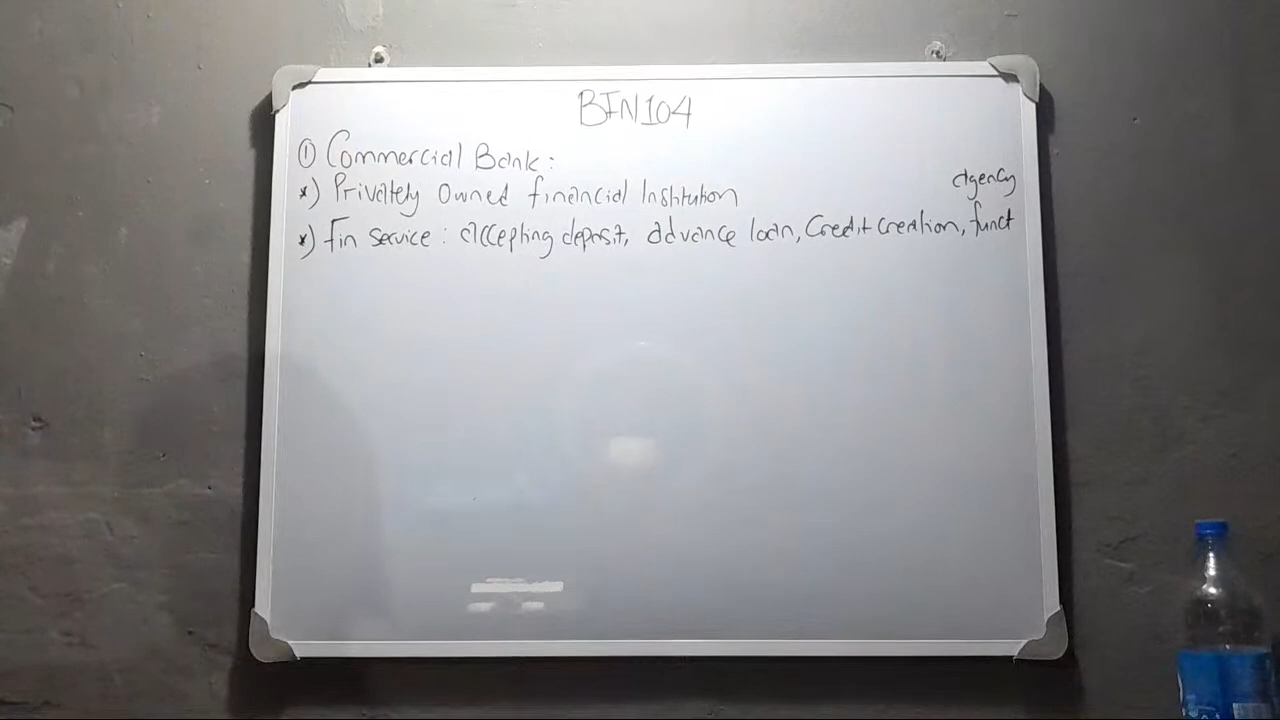 BFN104
① Commercial Bank:
*) Privately Owned financial Institution
*) Fin service: accepting deposit, advance loan, Credit creation, agency funct